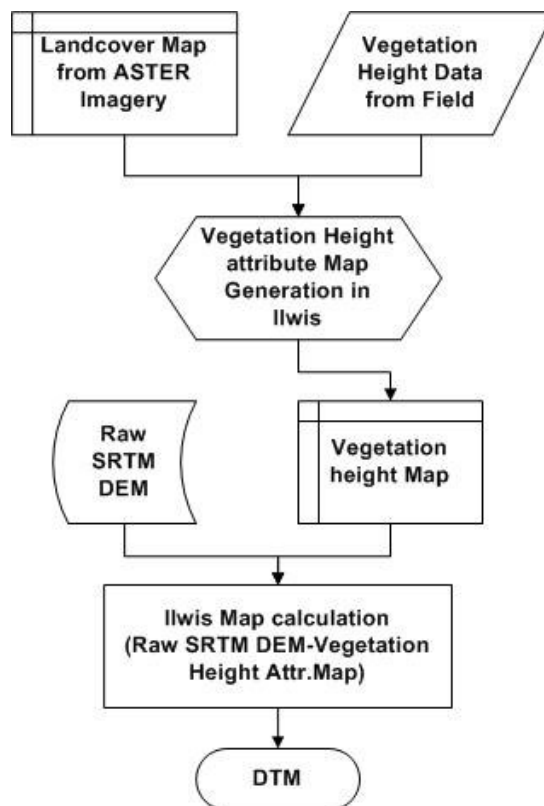 Landcover Map
from ASTER
Imagery
Vegetation
Height Data
from Field
Vegetation Height
attribute Map
Generation in
Ilwis
Raw
SRTM
DEM
Vegetation
height Map
Ilwis Map calculation
(Raw SRTM DEM-Vegetation
Height Attr.Map)
DTM